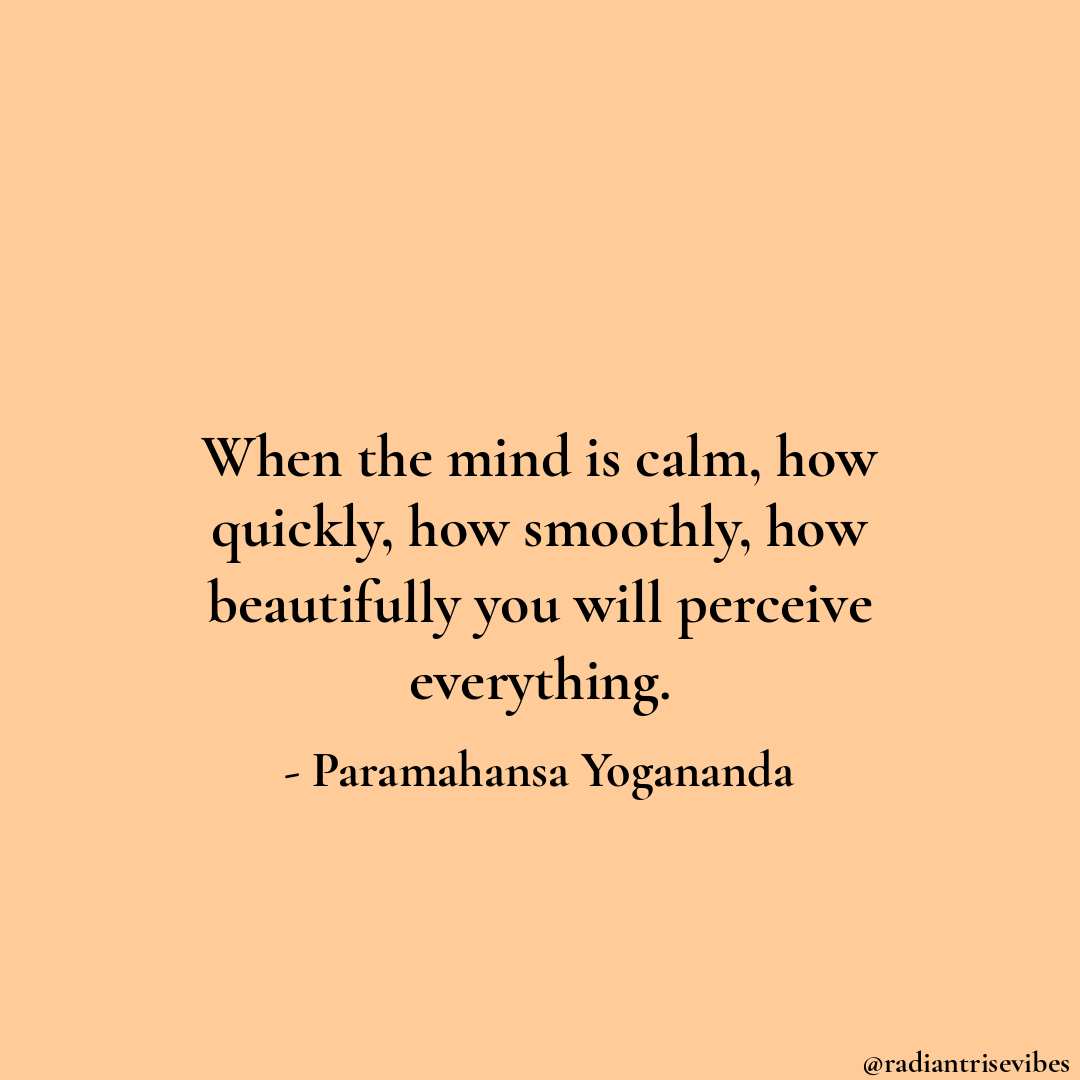 When the mind is calm, how
quickly, how smoothly, how
beautifully you will perceive
everything.
- Paramahansa Yogananda
@radiantrisevibes